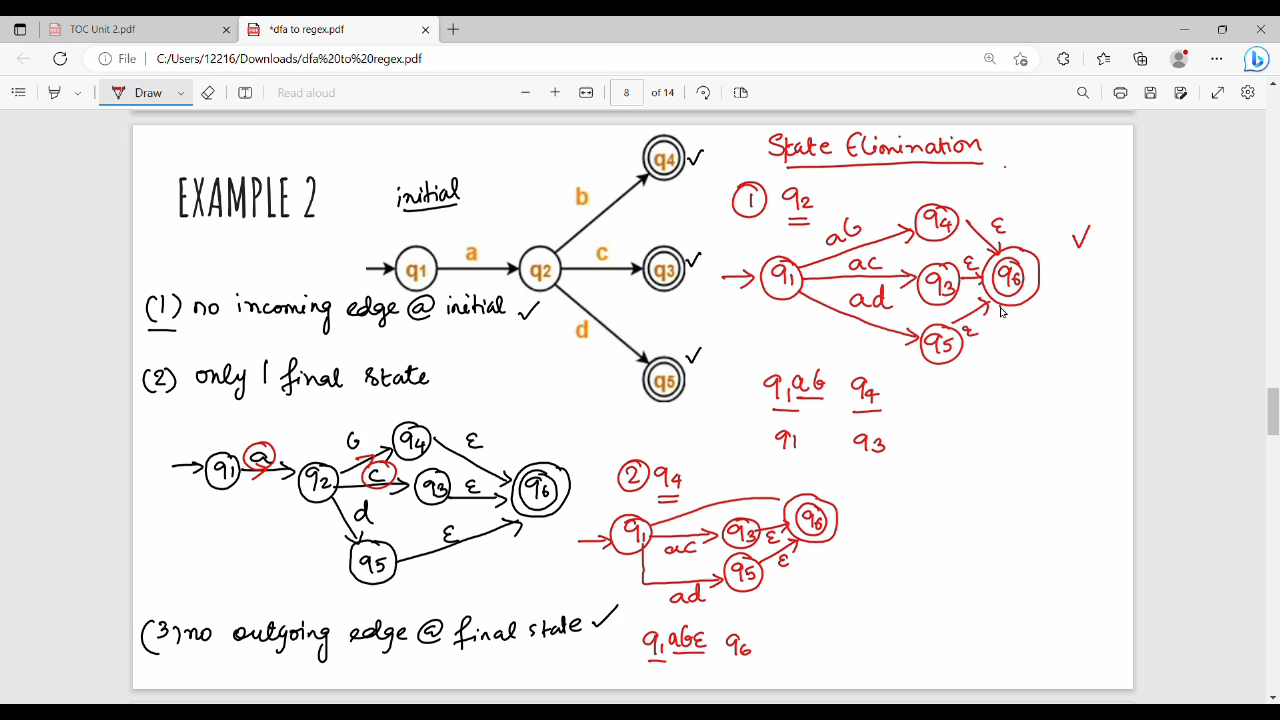 TOC Unit 2.pdf
*dfa to regex.pdf
File
C:/Users/12216/Downloads/dfa%20to%20regex.pdf
Draw
Read aloud
8
of 14
EXAMPLE 2
initial
q1
a
q2
b
c
d
q4
q3
q5
(1) no incoming edge @ initial
(2) only 1 final state
q1
a
q2
b
c
d
q4
q3
q5
ε
ε
ε
q6
(3) no outgoing edge @ final state
State Elimination
1 q2
q1
ab
ac
ad
q4
q3
q5
ε
ε
ε
q6
q1 ab q4
q1 q3
2 q4
q1
ac
ad
q3
q5
ε
ε
q6
q1 abε q6